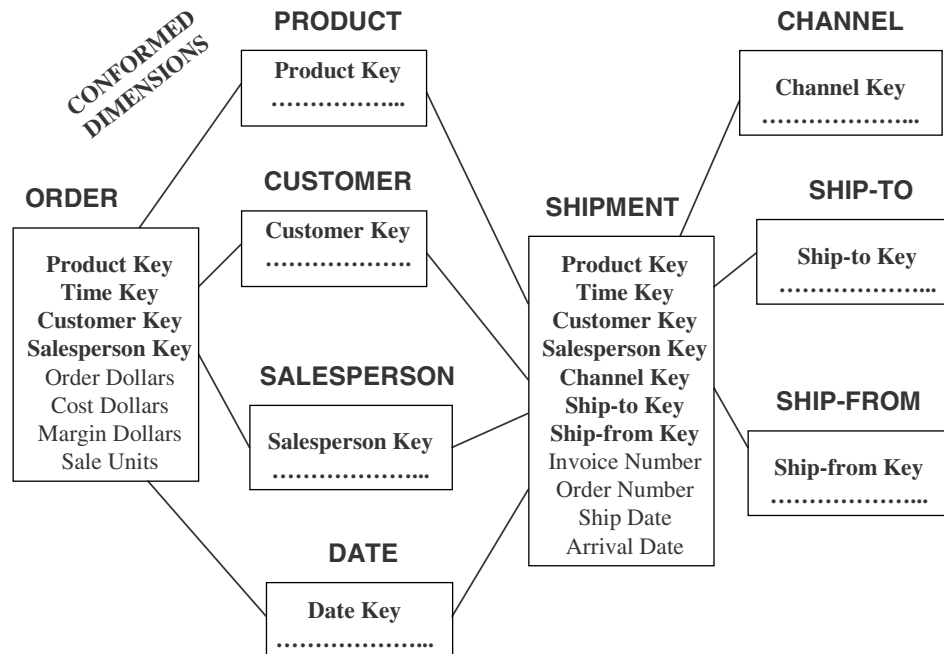 CONFORMED
DIMENSIONS
PRODUCT
Product Key
……………...
CUSTOMER
Customer Key
……………….
SALESPERSON
Salesperson Key
………………...
DATE
Date Key
………………...
ORDER
Product Key
Time Key
Customer Key
Salesperson Key
Order Dollars
Cost Dollars
Margin Dollars
Sale Units
SHIPMENT
Product Key
Time Key
Customer Key
Salesperson Key
Channel Key
Ship-to Key
Ship-from Key
Invoice Number
Order Number
Ship Date
Arrival Date
CHANNEL
Channel Key
………………...
SHIP-TO
Ship-to Key
………………...
SHIP-FROM
Ship-from Key
………………...